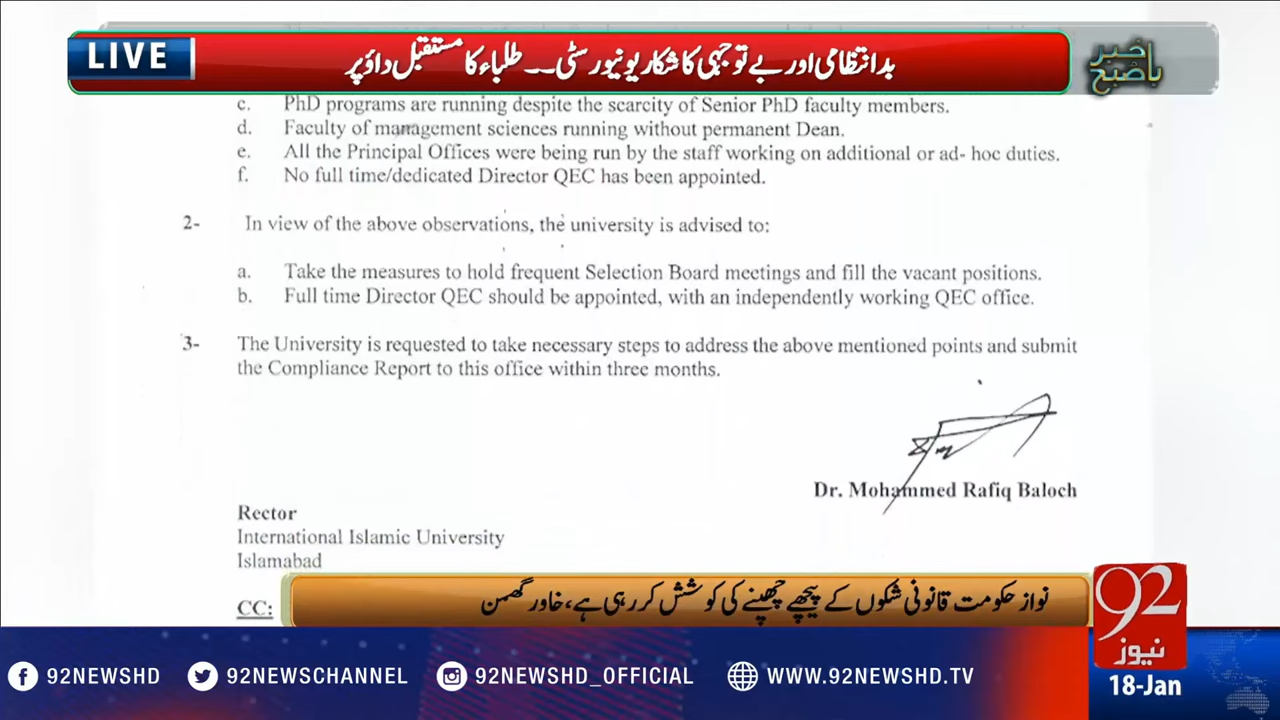 LIVE
بدانتظامی اور بے توجہی کا شکار یونیورسٹی۔۔ طلباء کا مستقبل داؤ پر
باخبر صبح
c. PhD programs are running despite the scarcity of Senior PhD faculty members.
d. Faculty of management sciences running without permanent Dean.
e. All the Principal Offices were being run by the staff working on additional or ad- hoc duties.
f. No full time/dedicated Director QEC has been appointed.
2- In view of the above observations, the university is advised to:
a. Take the measures to hold frequent Selection Board meetings and fill the vacant positions.
b. Full time Director QEC should be appointed, with an independently working QEC office.
3- The University is requested to take necessary steps to address the above mentioned points and submit
the Compliance Report to this office within three months.
Dr. Mohammed Rafiq Baloch
Rector
International Islamic University
Islamabad
CC:
نواز حکومت قانونی شکوں کے پیچھے چھپنے کی کوشش کر رہی ہے، خاور گھمن
92
نیوز
18-Jan
92NEWSHD
92NEWSCHANNEL
92NEWSHD_OFFICIAL
WWW.92NEWSHD.TV